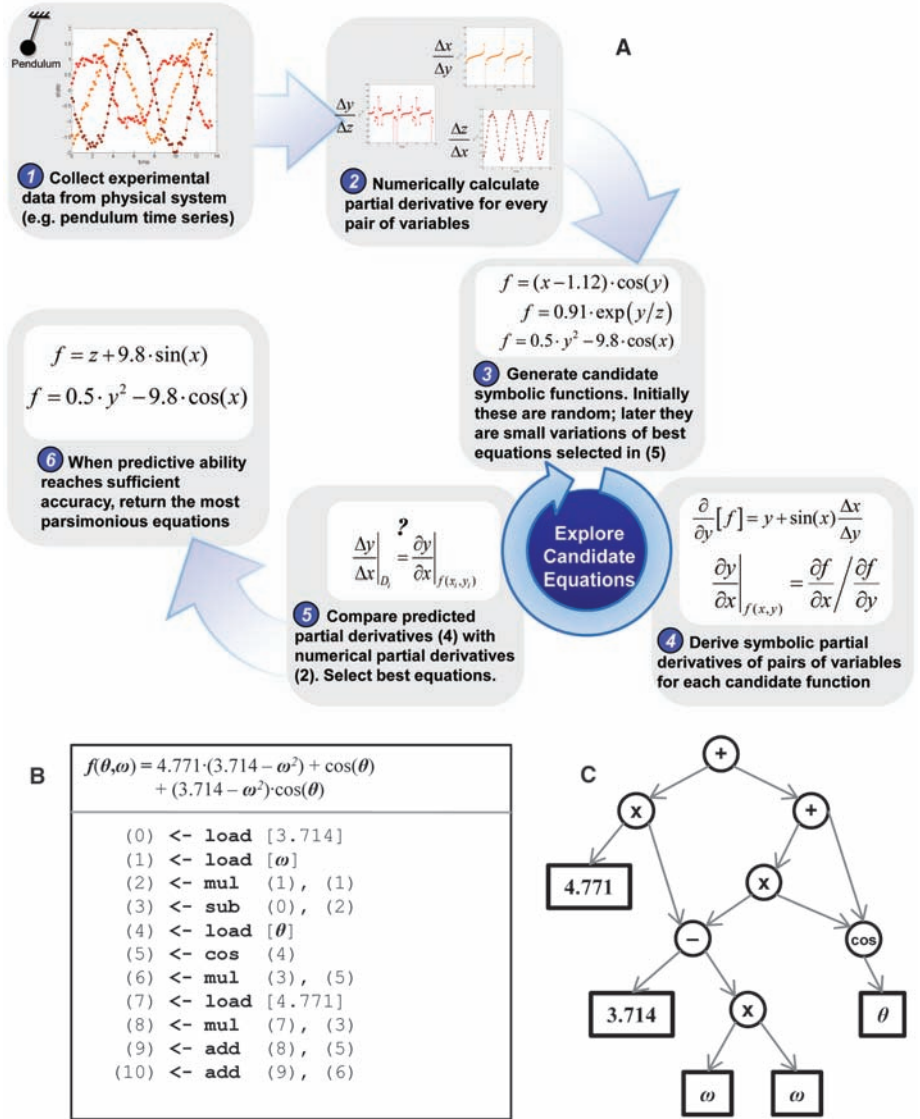 A
Pendulum
state
time
1 Collect experimental
data from physical system
(e.g. pendulum time series)
Δx/Δy
Δy/Δz
Δz/Δx
2 Numerically calculate
partial derivative for every
pair of variables
f = (x−1.12)·cos(y)
f = 0.91·exp(y/z)
f = 0.5·y² −9.8·cos(x)
3 Generate candidate
symbolic functions. Initially
these are random; later they
are small variations of best
equations selected in (5)
Explore
Candidate
Equations
∂/∂y [f] = y + sin(x) Δx/Δy
∂y/∂x |f(x,y) = ∂f/∂x / ∂f/∂y
4 Derive symbolic partial
derivatives of pairs of variables
for each candidate function
?
Δy/Δx |Dᵢ = ∂y/∂x |f(xᵢ,yᵢ)
5 Compare predicted
partial derivatives (4) with
numerical partial derivatives
(2). Select best equations.
f = z + 9.8·sin(x)
f = 0.5·y² −9.8·cos(x)
6 When predictive ability
reaches sufficient
accuracy, return the most
parsimonious equations
B
f(θ,ω) = 4.771·(3.714 – ω²) + cos(θ)
+ (3.714 – ω²)·cos(θ)
(0) <- load [3.714]
(1) <- load [ω]
(2) <- mul (1), (1)
(3) <- sub (0), (2)
(4) <- load [θ]
(5) <- cos (4)
(6) <- mul (3), (5)
(7) <- load [4.771]
(8) <- mul (7), (3)
(9) <- add (8), (5)
(10) <- add (9), (6)
C
+
x +
4.771 x
− cos
3.714 x θ
ω ω